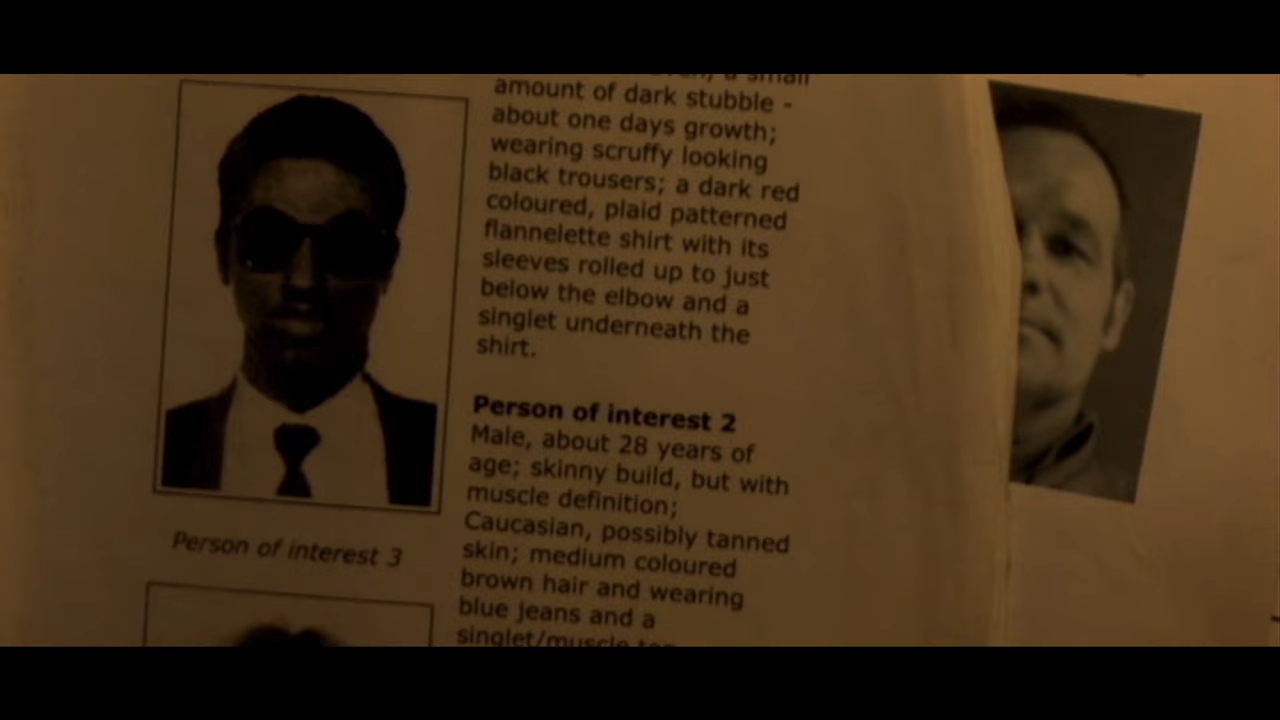 a small
amount of dark stubble -
about one days growth;
wearing scruffy looking
black trousers; a dark red
coloured, plaid patterned
flannelette shirt with its
sleeves rolled up to just
below the elbow and a
singlet underneath the
shirt.
Person of interest 2
Male, about 28 years of
age; skinny build, but with
muscle definition;
Caucasian, possibly tanned
skin; medium coloured
brown hair and wearing
blue jeans and a
singlet/muscle
Person of interest 3